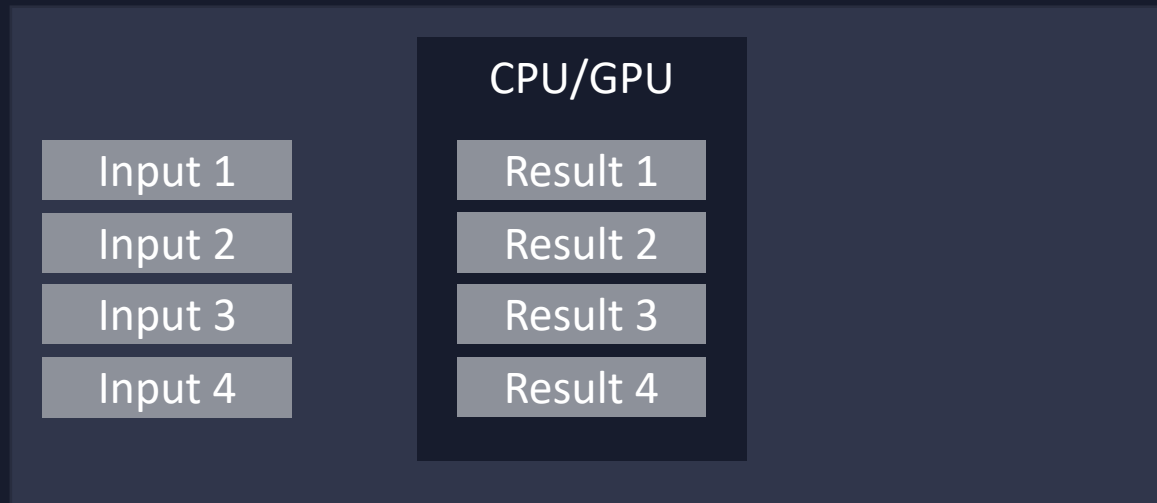 CPU/GPU
Input 1
Result 1
Input 2
Result 2
Input 3
Result 3
Input 4
Result 4